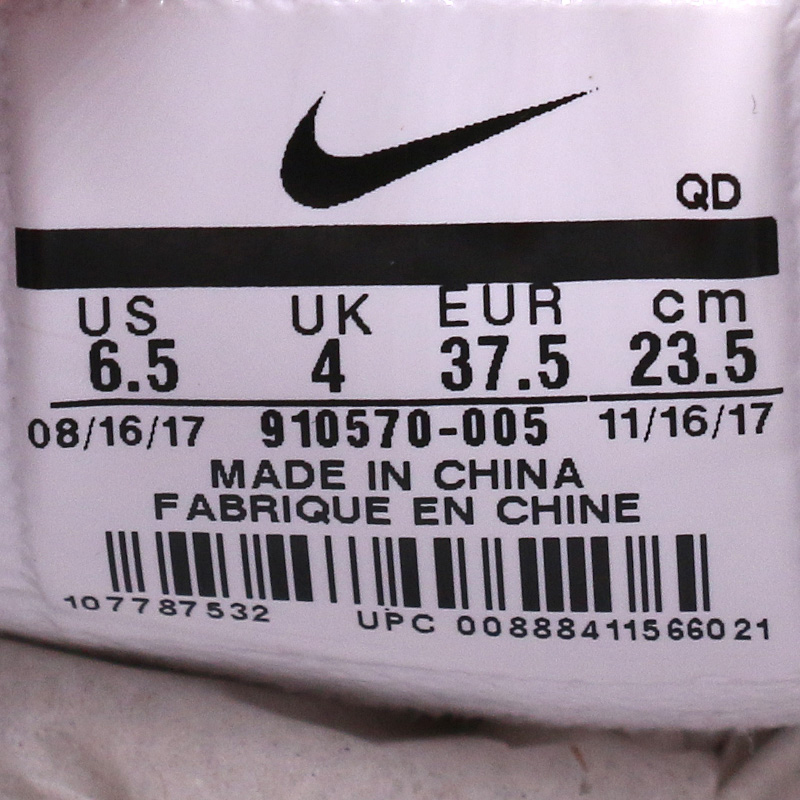 QD
US UK EUR cm
6.5 4 37.5 23.5
08/16/17 910570-005 11/16/17
MADE IN CHINA
FABRIQUE EN CHINE
107787532 UPC 00888411566021